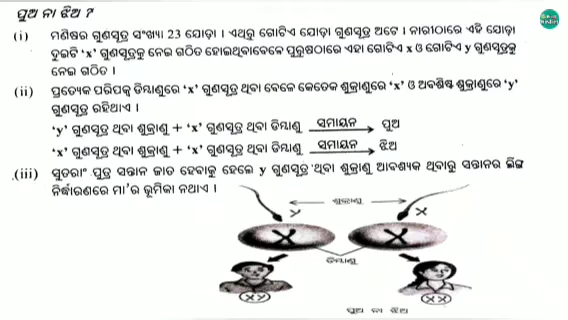 ପୁଅ ନା ଝିଅ ?
(i) ମଣିଷର ଗୁଣସୂତ୍ର ସଂଖ୍ୟା 23 ଯୋଡ଼ା । ଏଥିରୁ ଗୋଟିଏ ଯୋଡ଼ା ଗୁଣସୂତ୍ର ଅଟେ । ନାରୀଠାରେ ଏହି ଯୋଡ଼ା
ଦୁଇଟି ‘x’ ଗୁଣସୂତ୍ରକୁ ନେଇ ଗଠିତ ହୋଇଥିବାବେଳେ ପୁରୁଷଠାରେ ଏହା ଗୋଟିଏ x ଓ ଗୋଟିଏ y ଗୁଣସୂତ୍ରକୁ
ନେଇ ଗଠିତ ।
(ii) ପ୍ରତ୍ୟେକ ପରିପକ୍ୱ ଡିମ୍ବାଣୁରେ ‘x’ ଗୁଣସୂତ୍ର ଥିବା ବେଳେ କେତେକ ଶୁକ୍ରାଣୁରେ ‘x’ ଓ ଅବଶିଷ୍ଟ ଶୁକ୍ରାଣୁରେ ‘y’
ଗୁଣସୂତ୍ର ରହିଥାଏ ।
‘y’ ଗୁଣସୂତ୍ର ଥିବା ଶୁକ୍ରାଣୁ + ‘x’ ଗୁଣସୂତ୍ର ଥିବା ଡିମ୍ବାଣୁ ସମାୟନ ପୁଅ
‘x’ ଗୁଣସୂତ୍ର ଥିବା ଶୁକ୍ରାଣୁ + ‘x’ ଗୁଣସୂତ୍ର ଥିବା ଡିମ୍ବାଣୁ ସମାୟନ ଝିଅ
(iii) ସୁତରାଂ ପୁତ୍ର ସନ୍ତାନ ଜାତ ହେବାକୁ ହେଲେ y ଗୁଣସୂତ୍ର ଥିବା ଶୁକ୍ରାଣୁ ଆବଶ୍ୟକ ଥିବାରୁ ସନ୍ତାନର ଲିଙ୍ଗ
ନିର୍ଦ୍ଧାରଣରେ ମା’ର ଭୂମିକା ନଥାଏ ।
ଶୁକ୍ରାଣୁ
y x
X X
ଡିମ୍ବାଣୁ
XY XX
ପୁଅ ନା ଝିଅ